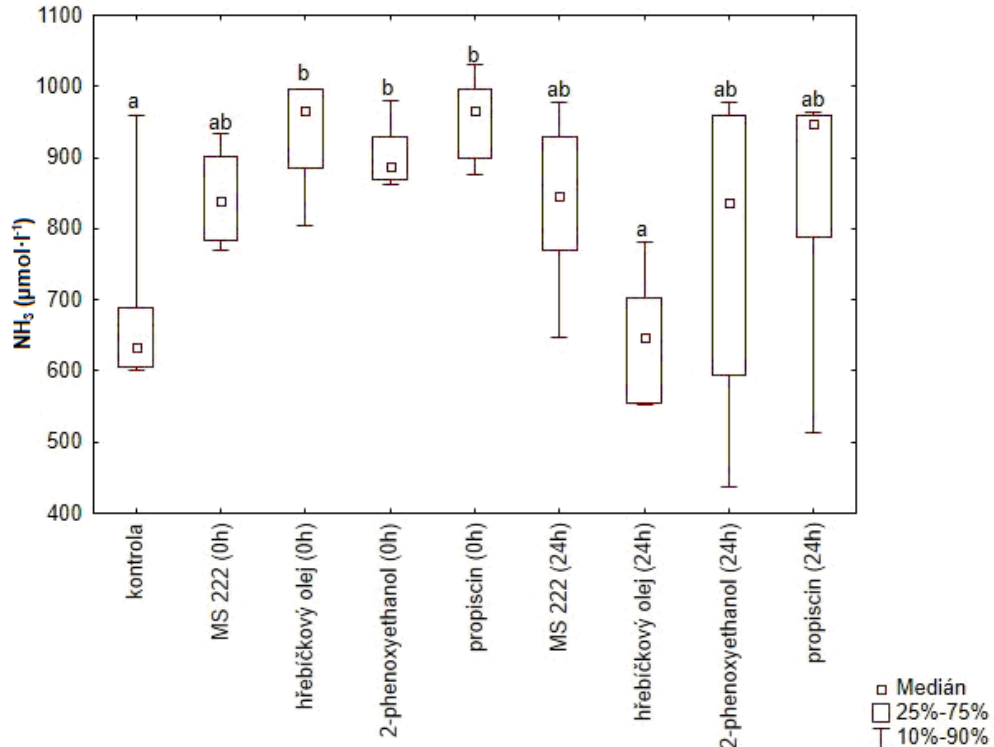 NH₃ (µmol·l⁻¹)
1100
1000
900
800
700
600
500
400
a
ab
b
b
b
ab
a
ab
ab
kontrola
MS 222 (0h)
hřebíčkový olej (0h)
2-phenoxyethanol (0h)
propiscin (0h)
MS 222 (24h)
hřebíčkový olej (24h)
2-phenoxyethanol (24h)
propiscin (24h)
Medián
25%-75%
10%-90%